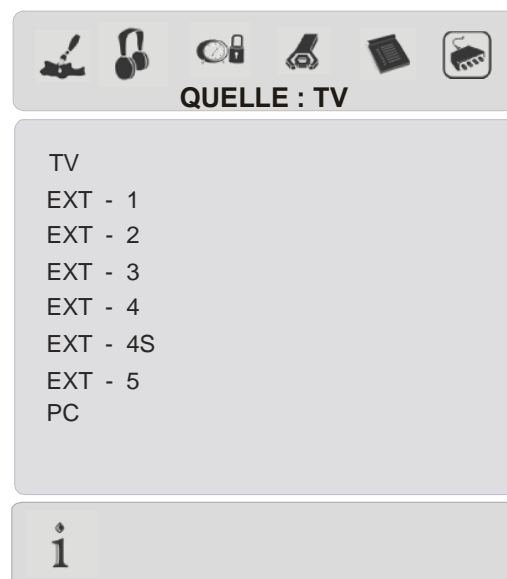 QUELLE : TV
TV
EXT - 1
EXT - 2
EXT - 3
EXT - 4
EXT - 4S
EXT - 5
PC
i